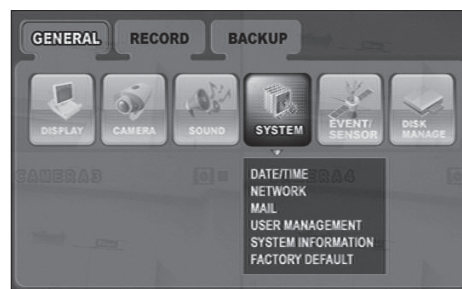 GENERAL RECORD BACKUP
DISPLAY CAMERA SOUND SYSTEM EVENT/ SENSOR DISK MANAGE
CAMERA3 CAMERA4
DATE/TIME
NETWORK
MAIL
USER MANAGEMENT
SYSTEM INFORMATION
FACTORY DEFAULT